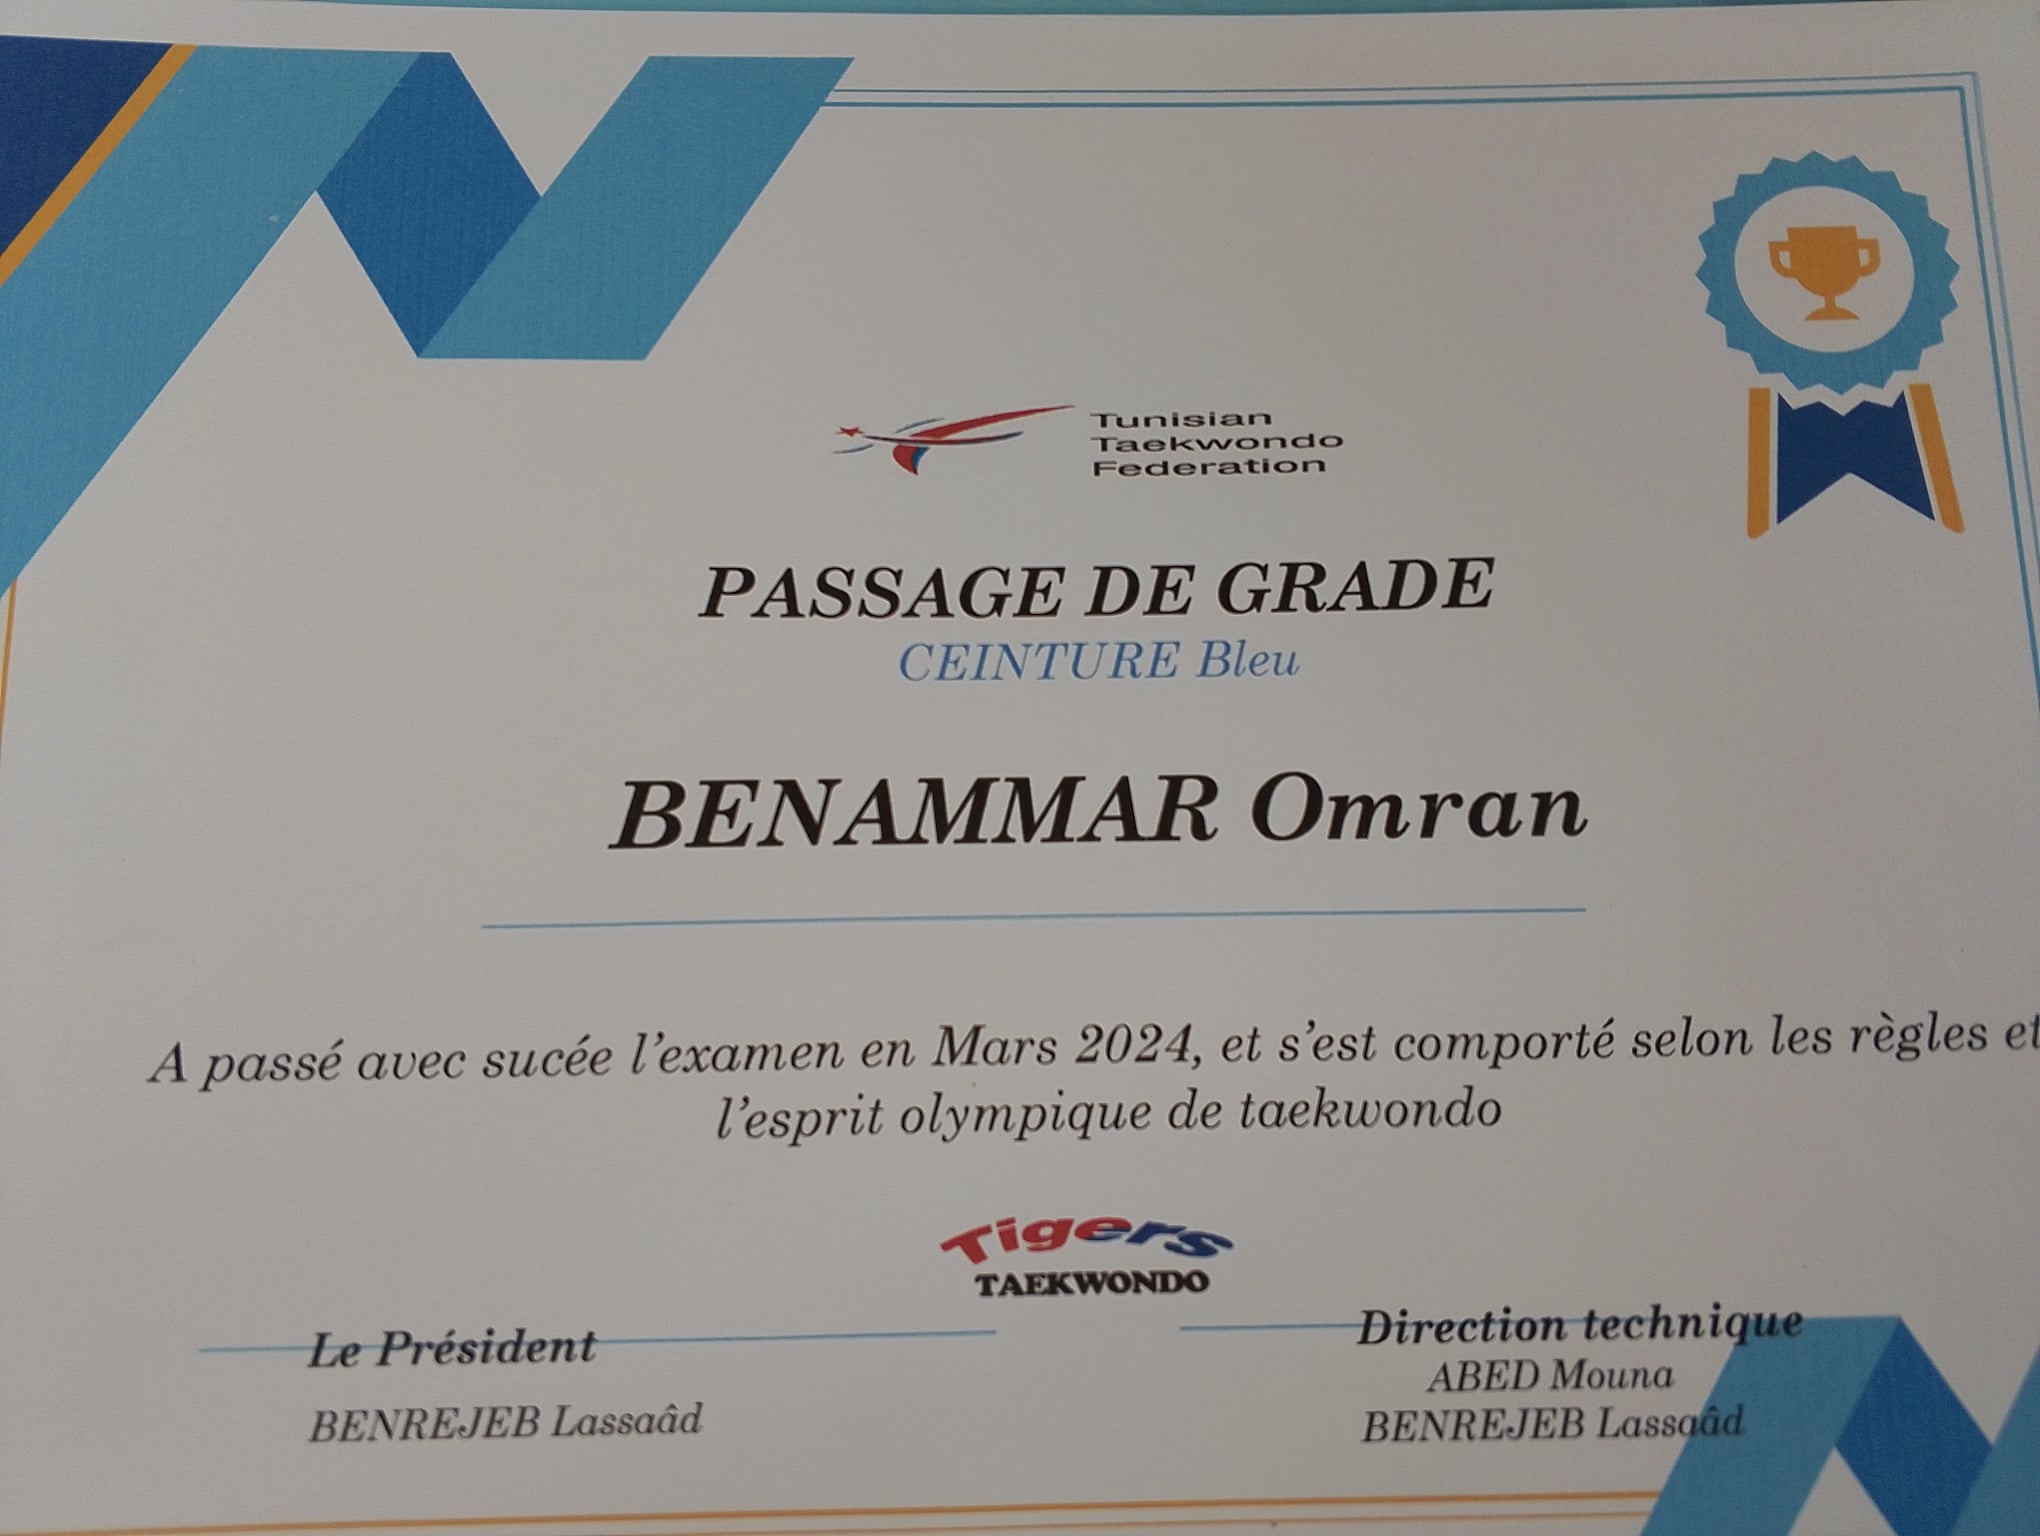 Tunisian
Taekwondo
Federation
PASSAGE DE GRADE
CEINTURE Bleu
BENAMMAR Omran
A passé avec sucée l'examen en Mars 2024, et s'est comporté selon les règles et
l'esprit olympique de taekwondo
Tigers
TAEKWONDO
Le Président
BENREJEB Lassaâd
Direction technique
ABED Mouna
BENREJEB Lassaâd